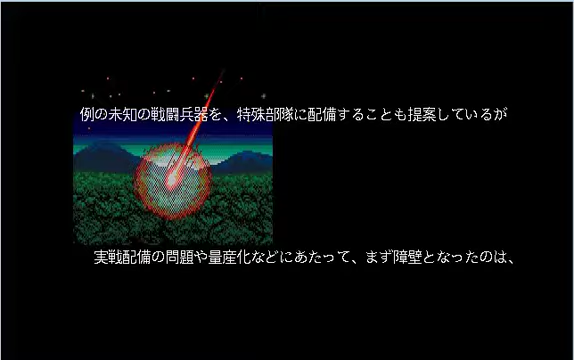 例の未知の戦闘兵器を、特殊部隊に配備することも提案しているが
実戦配備の問題や量産化などにあたって、まず障壁となったのは、